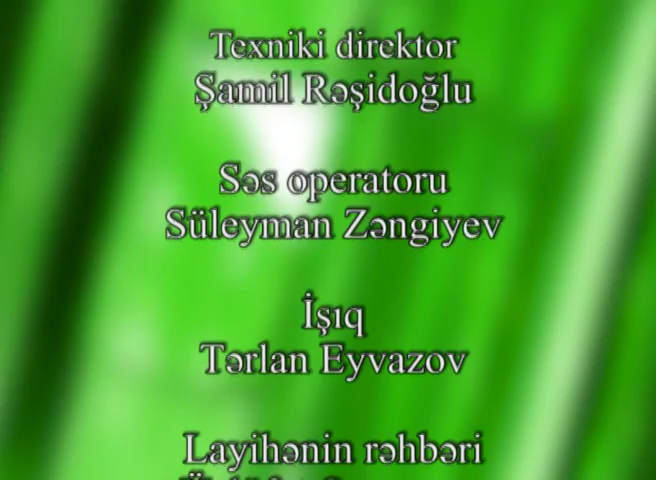 Texniki direktor
Şamil Rəşidoğlu
Səs operatoru
Süleyman Zəngiyev
İşıq
Tərlan Eyvazov
Layihənin rəhbəri